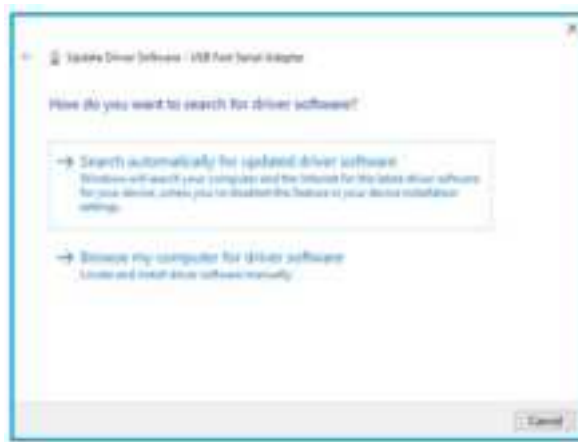 Update Driver Software - USB Fast Serial Adapter
How do you want to search for driver software?
Search automatically for updated driver software
Windows will search your computer and the Internet for the latest driver software
for your device, unless you've disabled this feature in your device installation
settings.
Browse my computer for driver software
Locate and install driver software manually.
Cancel